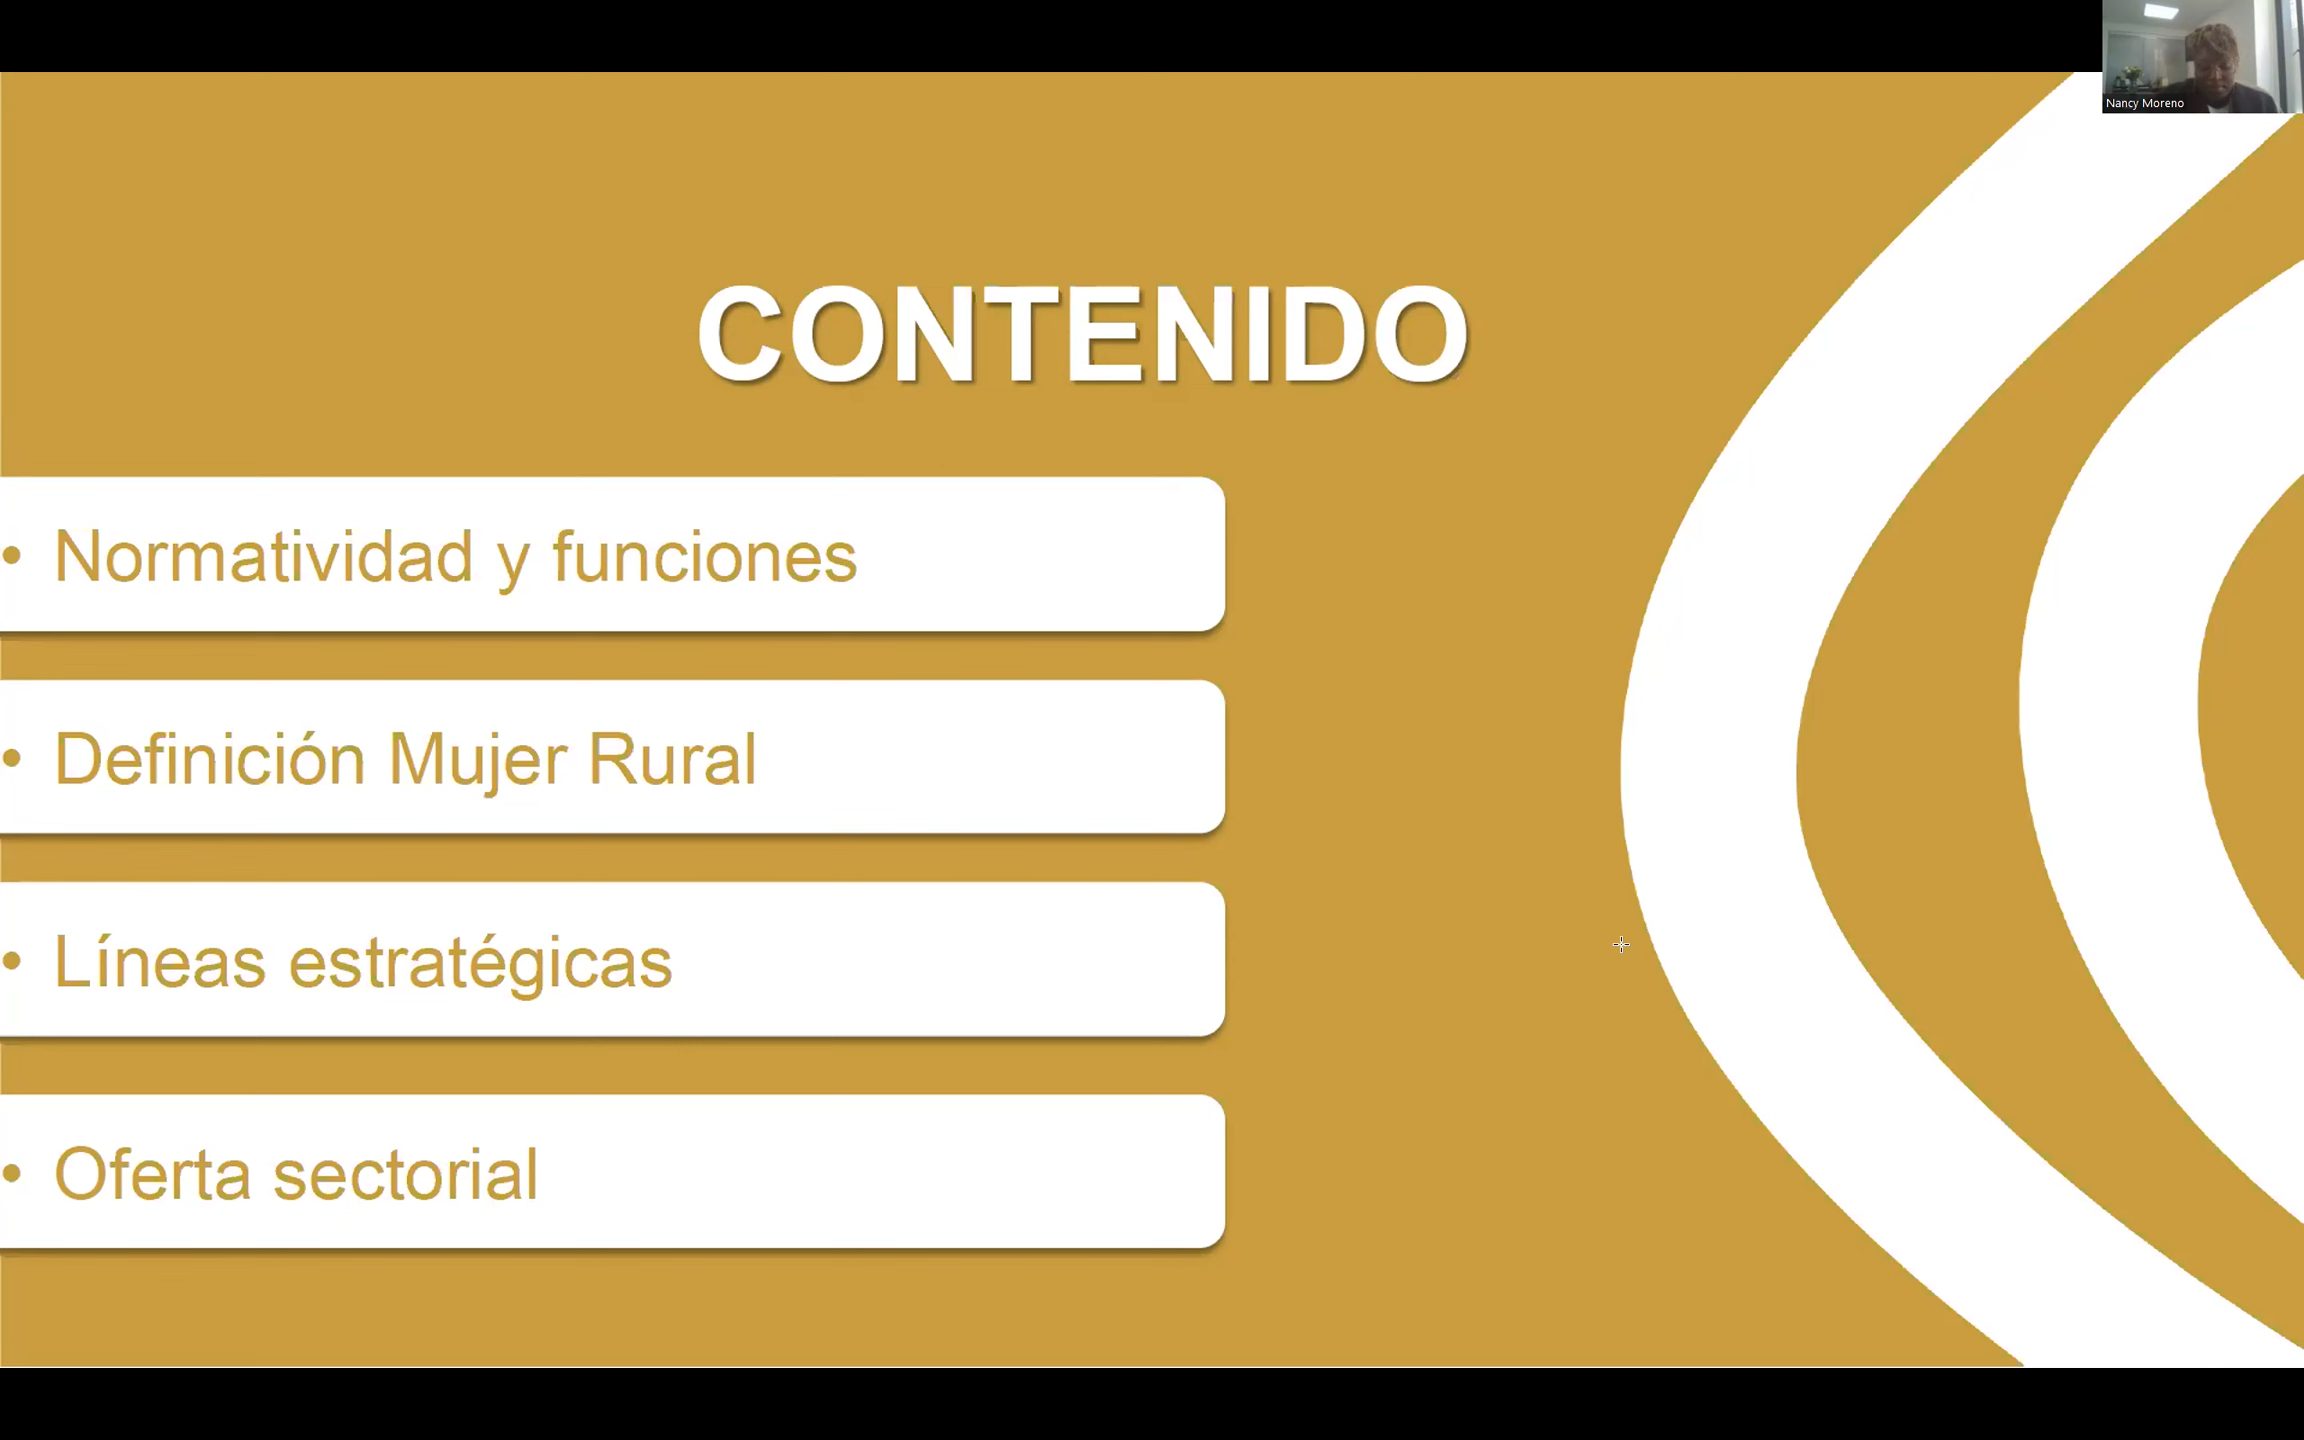 Nancy Moreno
CONTENIDO
• Normatividad y funciones
• Definición Mujer Rural
• Líneas estratégicas
• Oferta sectorial